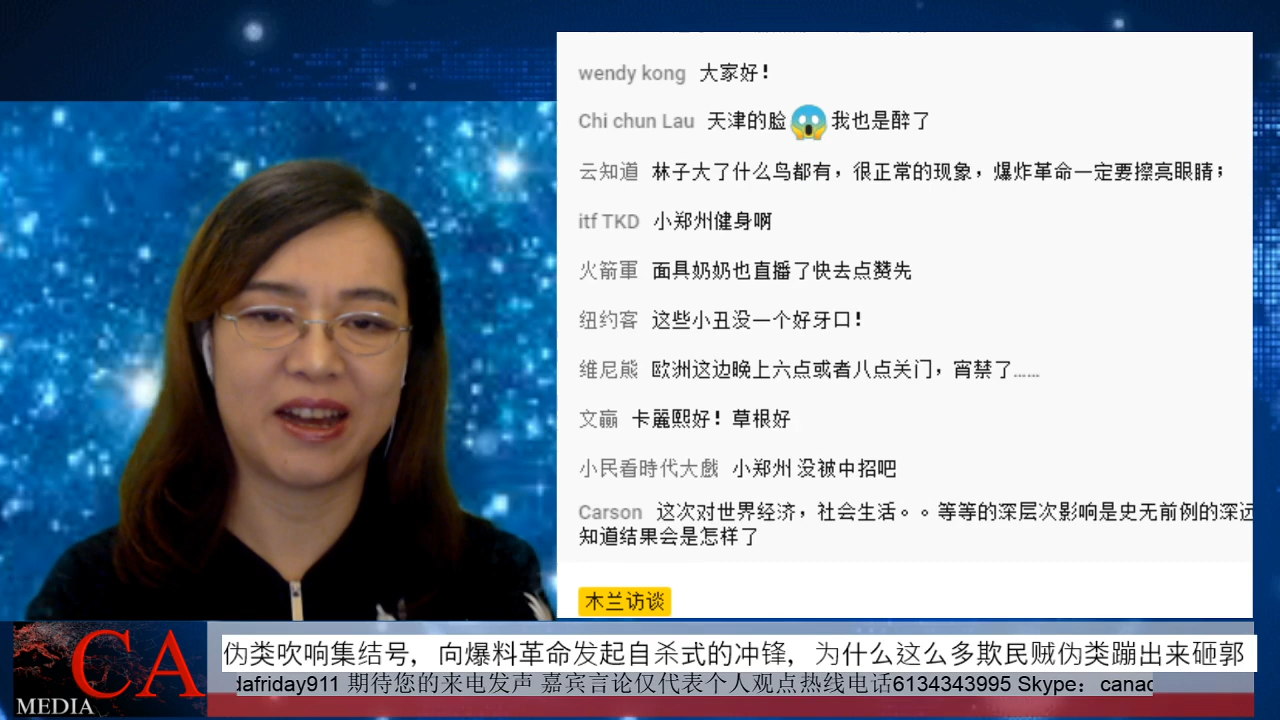 wendy kong 大家好！
Chi chun Lau 天津的脸😱我也是醉了
云知道 林子大了什么鸟都有，很正常的现象，爆炸革命一定要擦亮眼睛；
itf TKD 小郑州健身啊
火箭軍 面具奶奶也直播了快去点赞先
纽约客 这些小丑没一个好牙口！
维尼熊 欧洲这边晚上六点或者八点关门，宵禁了……
文贏 卡麗熙好！草根好
小民看時代大戲 小郑州 没被中招吧
Carson 这次对世界经济，社会生活。。等等的深层次影响是史无前例的深远
知道结果会是怎样了
木兰访谈
CA
MEDIA
伪类吹响集结号，向爆料革命发起自杀式的冲锋，为什么这么多欺民贼伪类蹦出来砸郭
dafriday911 期待您的来电发声 嘉宾言论仅代表个人观点热线电话6134343995 Skype：canad